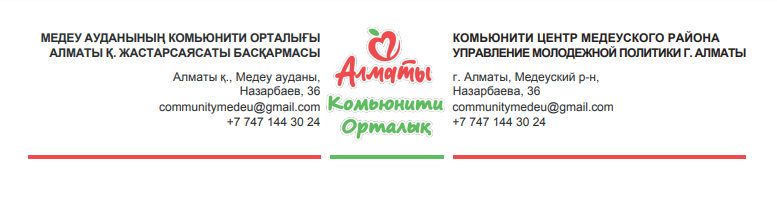 МЕДЕУ АУДАНЫНЫҢ КОМЬЮНИТИ ОРТАЛЫҒЫ
АЛМАТЫ Қ. ЖАСТАРСАЯСАТЫ БАСҚАРМАСЫ
Алматы қ., Медеу ауданы,
Назарбаев, 36
communitymedeu@gmail.com
+7 747 144 30 24
Алматы
Комьюнити
Орталық
КОМЬЮНИТИ ЦЕНТР МЕДЕУСКОГО РАЙОНА
УПРАВЛЕНИЕ МОЛОДЕЖНОЙ ПОЛИТИКИ Г. АЛМАТЫ
г. Алматы, Медеуский р-н,
Назарбаева, 36
communitymedeu@gmail.com
+7 747 144 30 24